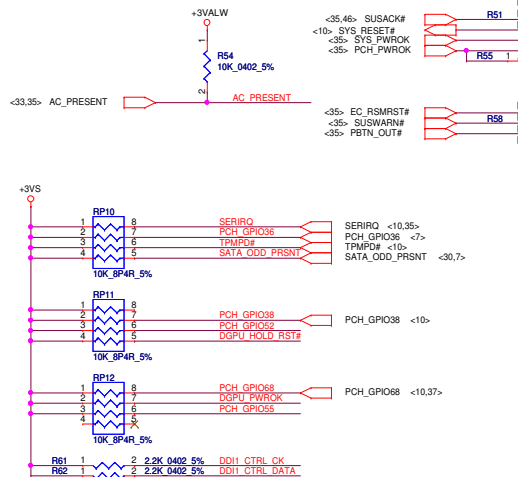 +3VALW
<35,46> SUSACK# R51
<10> SYS_RESET#
<35> SYS_PWROK
<35> PCH_PWROK
R55 1
1
R54
10K_0402_5%
2
<33,35> AC_PRESENT AC_PRESENT
<35> EC_RSMRST#
<35> SUSWARN# R58
<35> PBTN_OUT#
+3VS
RP10
1 8 SERIRQ SERIRQ <10,35>
2 7 PCH_GPIO36 PCH_GPIO36 <7>
3 6 TPMPD# TPMPD# <10>
4 5 SATA_ODD_PRSNT SATA_ODD_PRSNT <30,7>
10K_8P4R_5%
RP11
1 8
2 7 PCH_GPIO38 PCH_GPIO38 <10>
3 6 PCH_GPIO52
4 5 DGPU_HOLD_RST#
10K_8P4R_5%
RP12
1 8 PCH_GPIO68 PCH_GPIO68 <10,37>
2 7 DGPU_PWROK
3 6 PCH_GPIO55
4 5
10K_8P4R_5%
R61 1 2 2.2K_0402_5% DDI1_CTRL_CK
R62 1 2 2.2K_0402_5% DDI1_CTRL_DATA